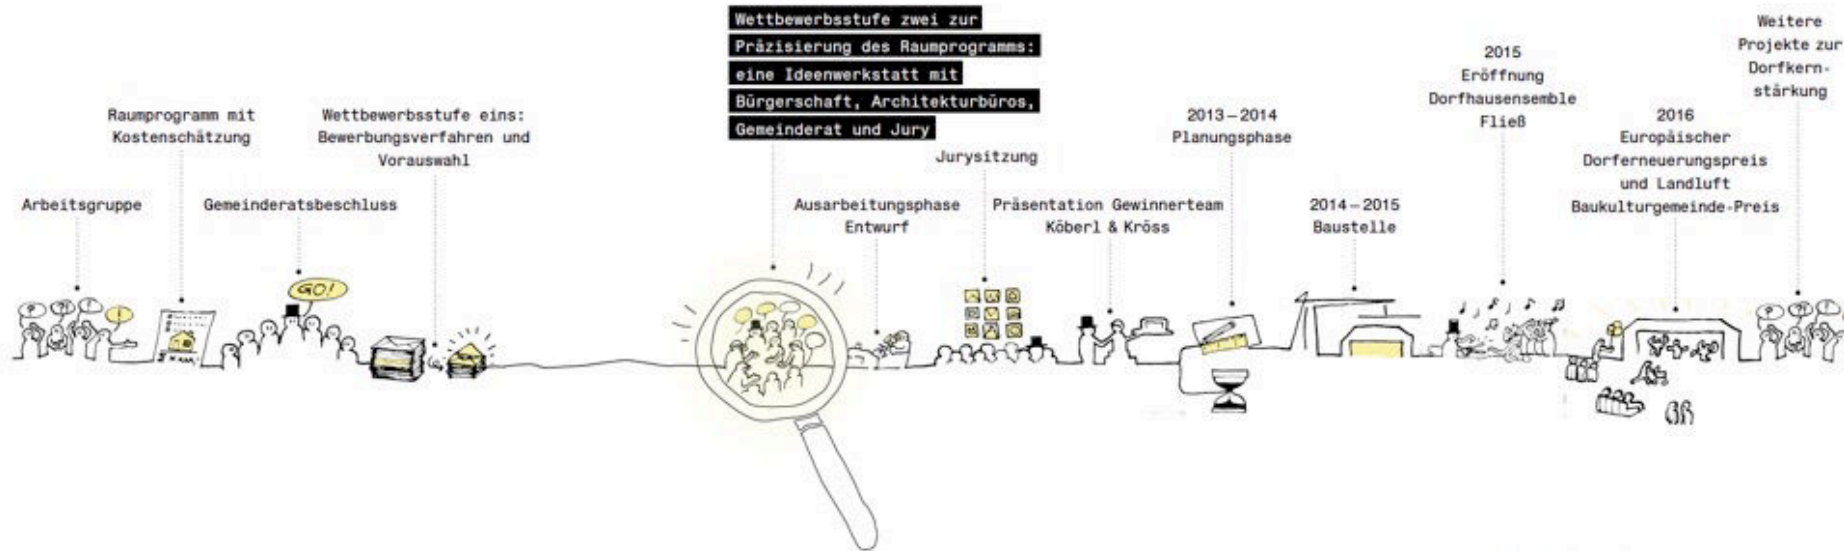 Arbeitsgruppe
Raumprogramm mit
Kostenschätzung
Gemeinderatsbeschluss
GO!
Wettbewerbsstufe eins:
Bewerbungsverfahren und
Vorauswahl
Wettbewerbsstufe zwei zur
Präzisierung des Raumprogramms:
eine Ideenwerkstatt mit
Bürgerschaft, Architekturbüros,
Gemeinderat und Jury
Ausarbeitungsphase
Entwurf
Jurysitzung
Präsentation Gewinnerteam
Köberl & Kröss
2013–2014
Planungsphase
2014–2015
Baustelle
2015
Eröffnung
Dorfhausensemble
Fließ
2016
Europäischer
Dorferneuerungspreis
und Landluft
Baukulturgemeinde-Preis
Weitere
Projekte zur
Dorfkern-
stärkung